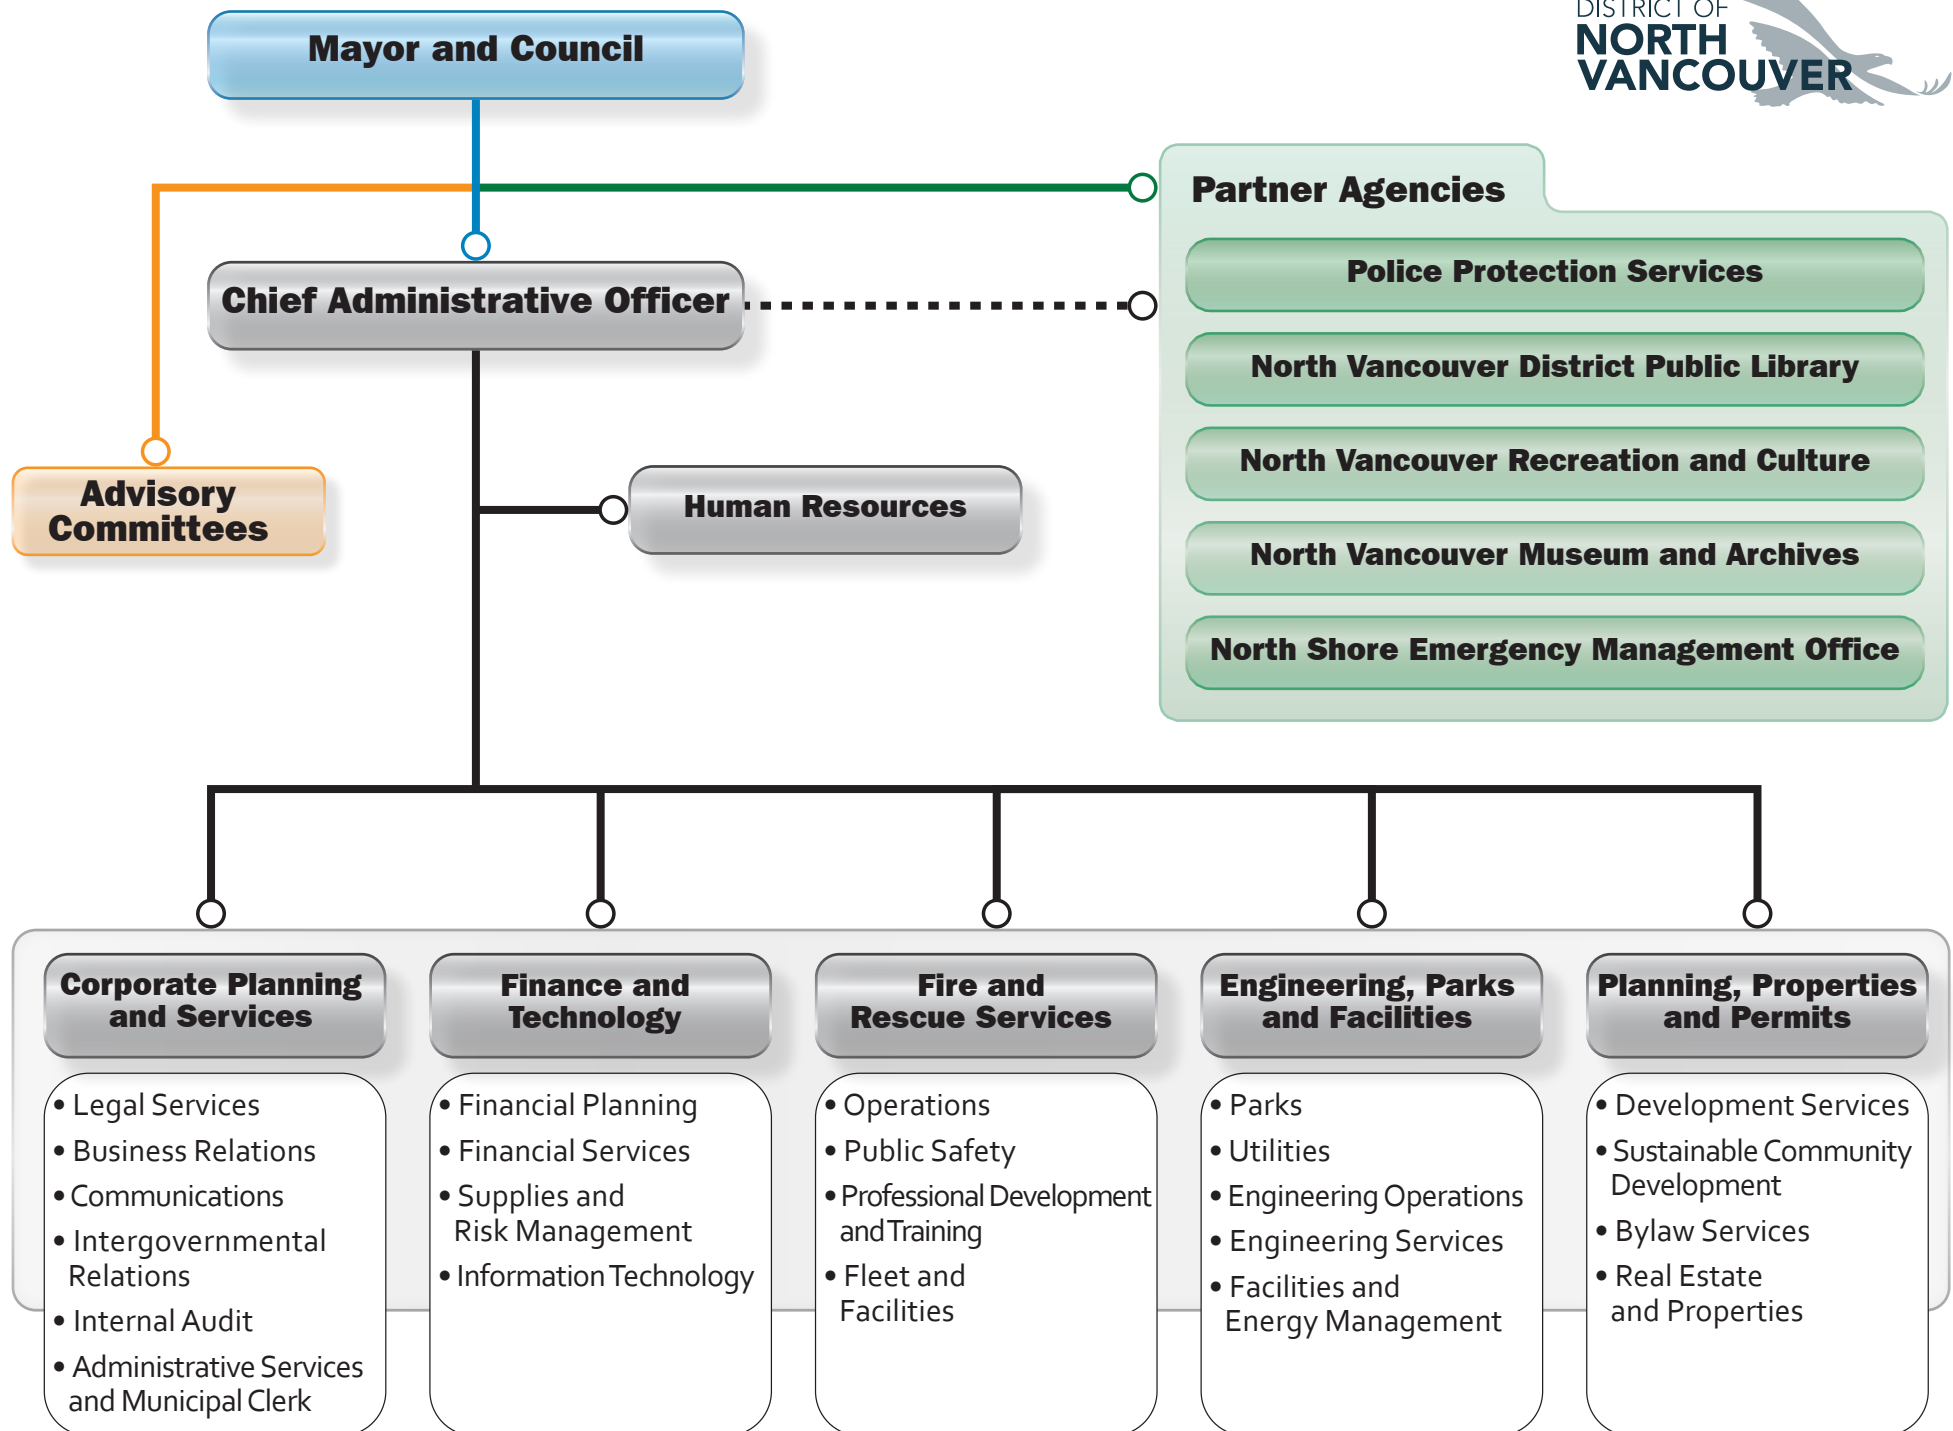 Mayor and Council
DISTRICT OF
NORTH
VANCOUVER
Partner Agencies
Police Protection Services
North Vancouver District Public Library
North Vancouver Recreation and Culture
North Vancouver Museum and Archives
North Shore Emergency Management Office
Chief Administrative Officer
Advisory
Committees
Human Resources
Corporate Planning
and Services
• Legal Services
• Business Relations
• Communications
• Intergovernmental
Relations
• Internal Audit
• Administrative Services
and Municipal Clerk
Finance and
Technology
• Financial Planning
• Financial Services
• Supplies and
Risk Management
• Information Technology
Fire and
Rescue Services
• Operations
• Public Safety
• Professional Development
and Training
• Fleet and
Facilities
Engineering, Parks
and Facilities
• Parks
• Utilities
• Engineering Operations
• Engineering Services
• Facilities and
Energy Management
Planning, Properties
and Permits
• Development Services
• Sustainable Community
Development
• Bylaw Services
• Real Estate
and Properties